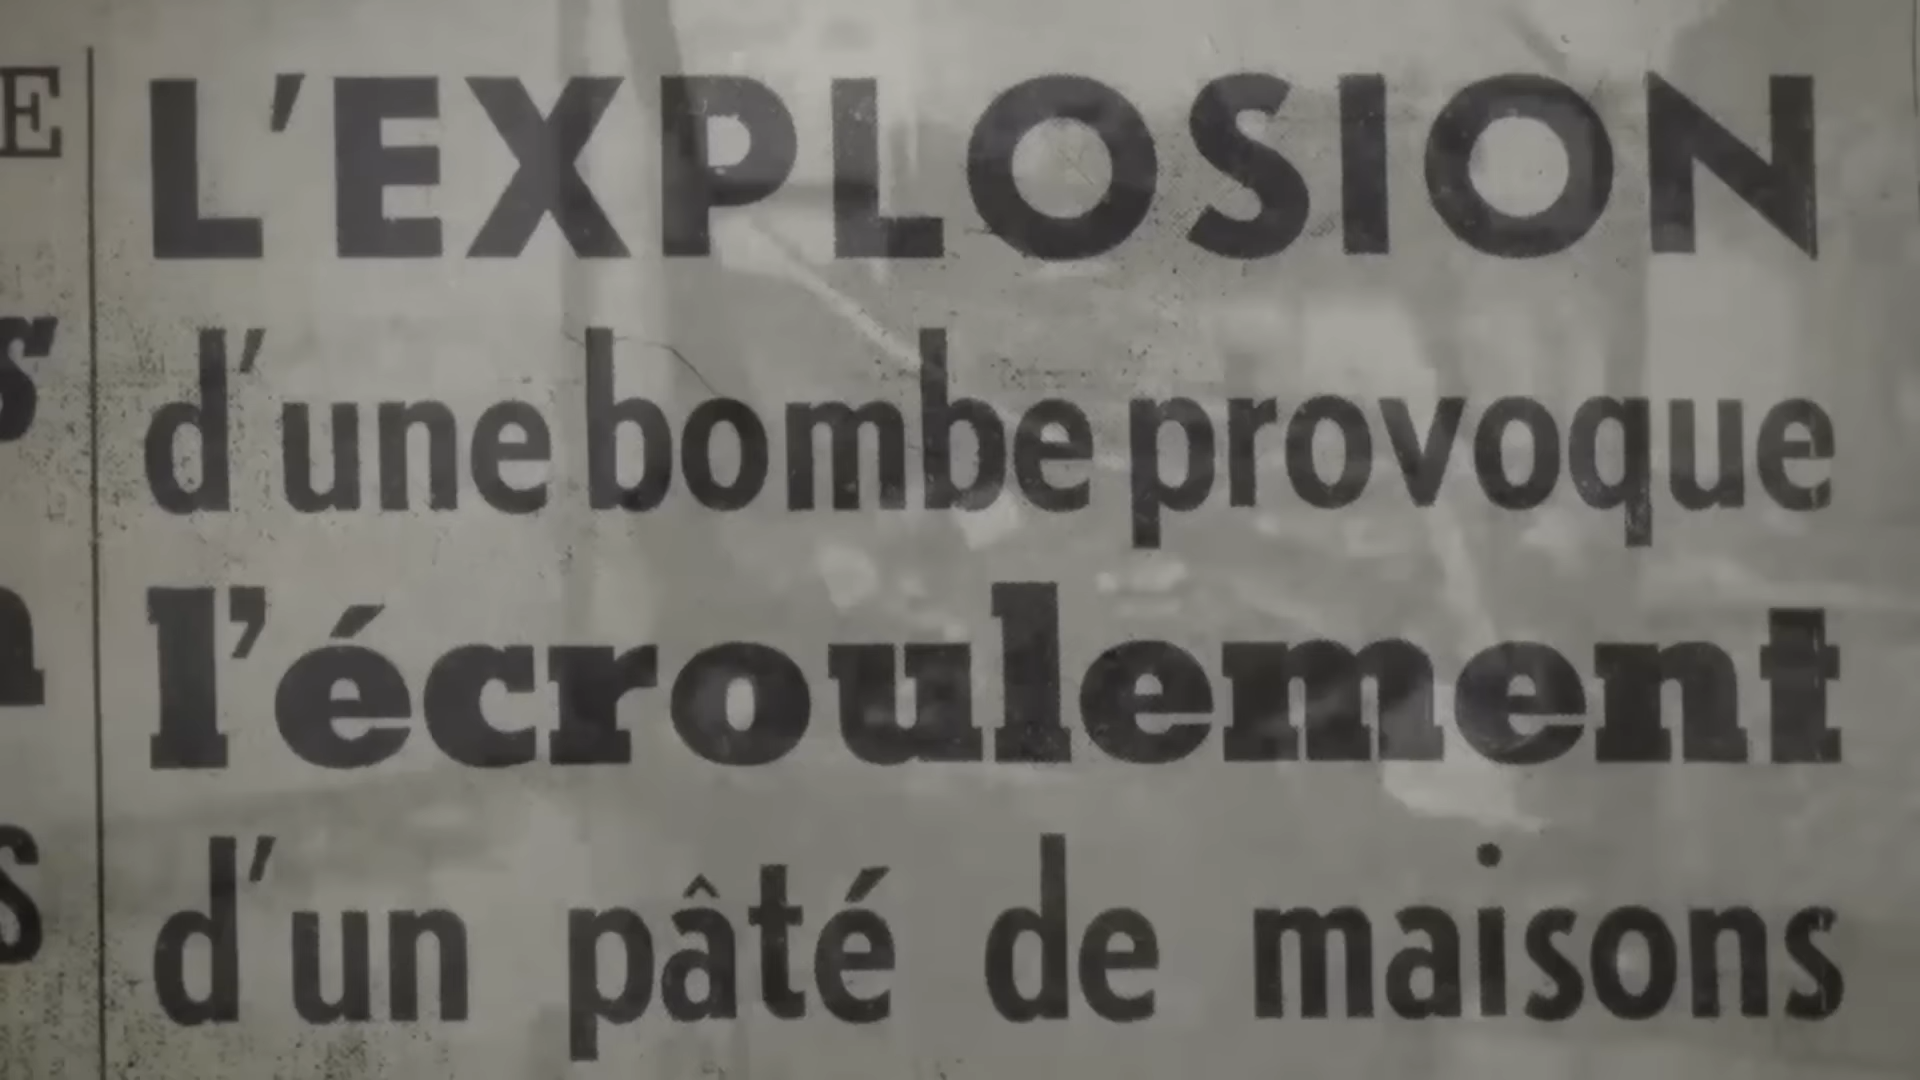 L'EXPLOSION
d'une bombe provoque
l'écroulement
d'un pâté de maisons